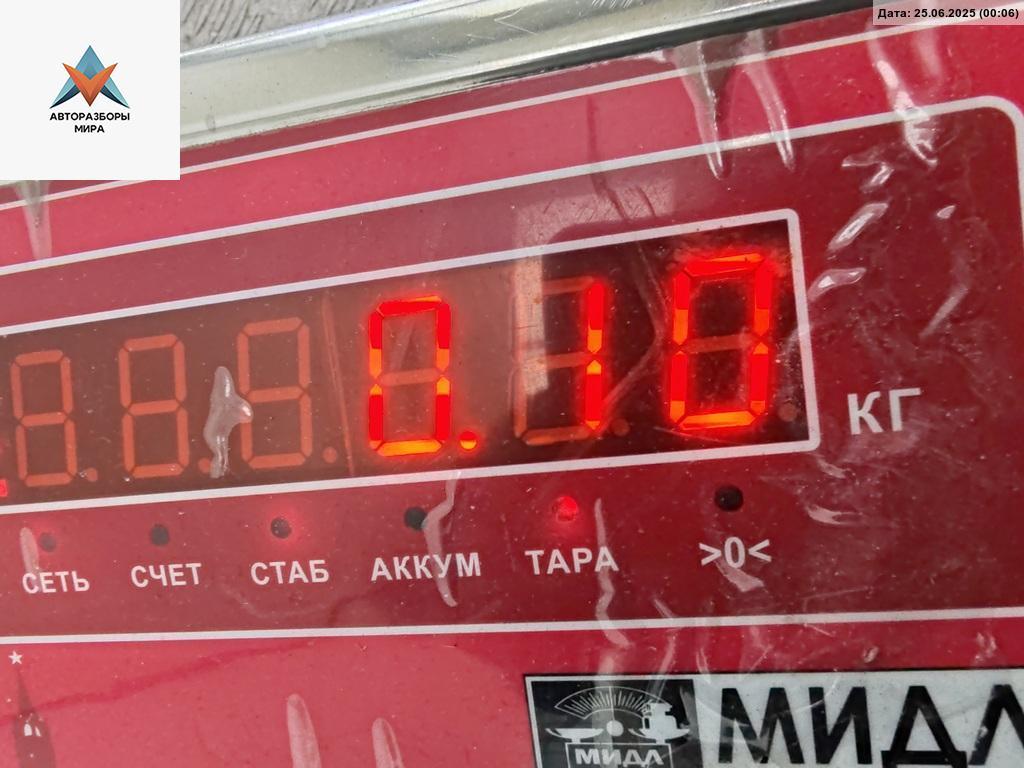 Дата: 25.06.2025 (00:06)
АВТОРАЗБОРЫ
МИРА
0.10
КГ
СЕТЬ СЧЕТ СТАБ АККУМ ТАРА >0<
МИДЛ
МИДЛ